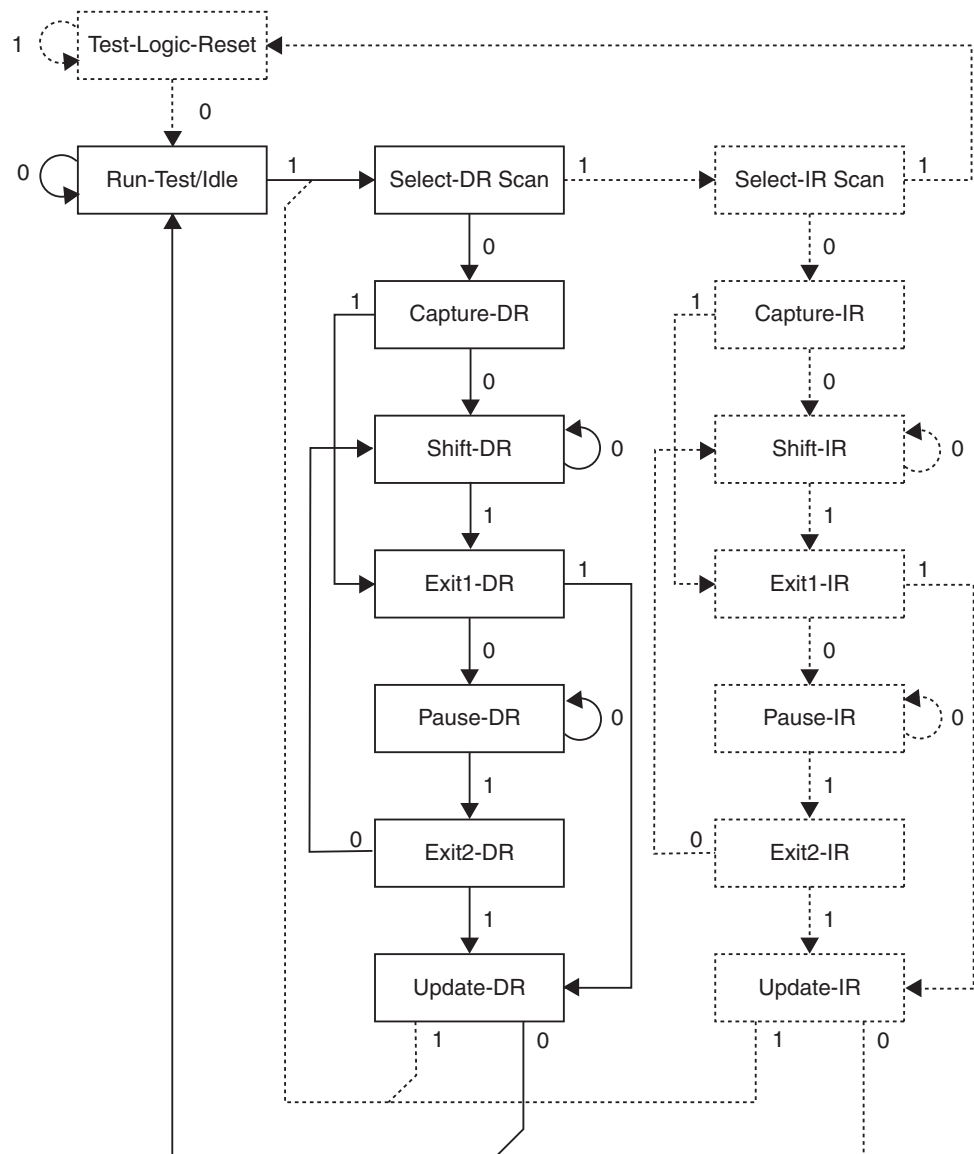 Test-Logic-Reset
1
0
0
Run-Test/Idle
1
Select-DR Scan
1
Select-IR Scan
1
0
0
1
Capture-DR
1
Capture-IR
0
0
Shift-DR
0
Shift-IR
0
1
1
Exit1-DR
1
Exit1-IR
1
0
0
Pause-DR
0
Pause-IR
0
1
1
0
Exit2-DR
0
Exit2-IR
1
1
Update-DR
Update-IR
1
0
1
0